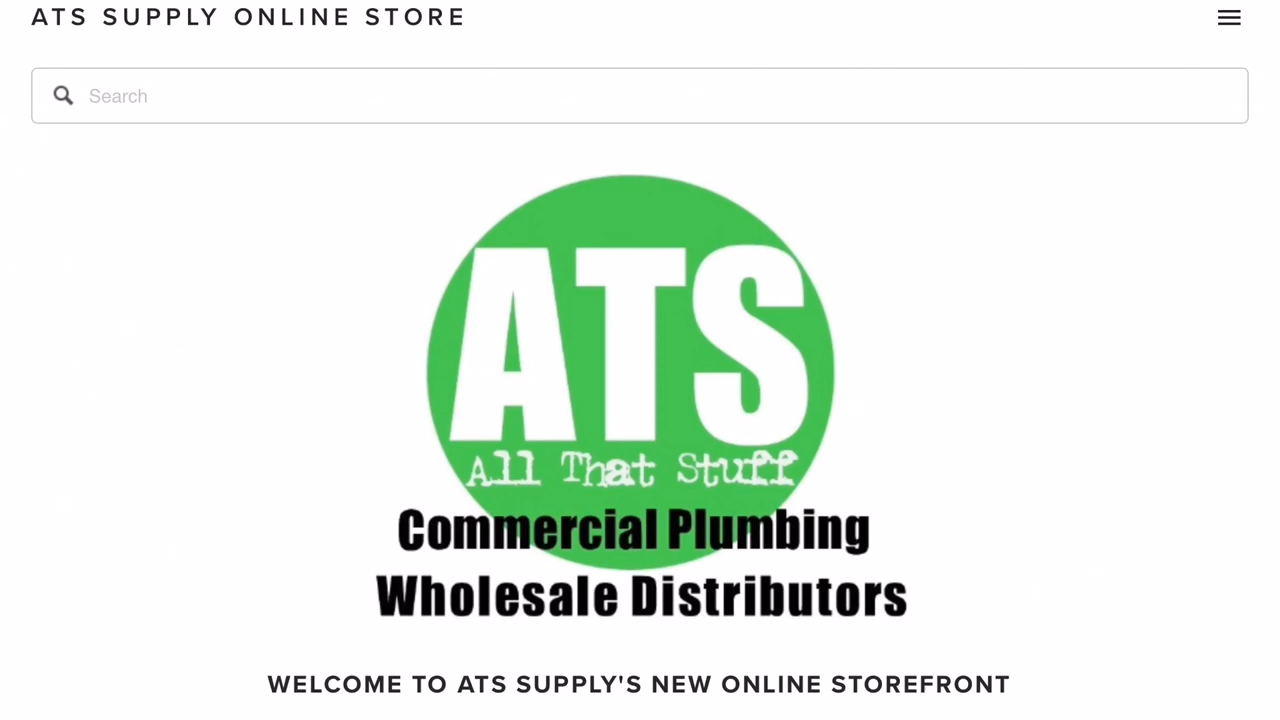 ATS SUPPLY ONLINE STORE
Search
ATS
All That Stuff
Commercial Plumbing
Wholesale Distributors
WELCOME TO ATS SUPPLY'S NEW ONLINE STOREFRONT